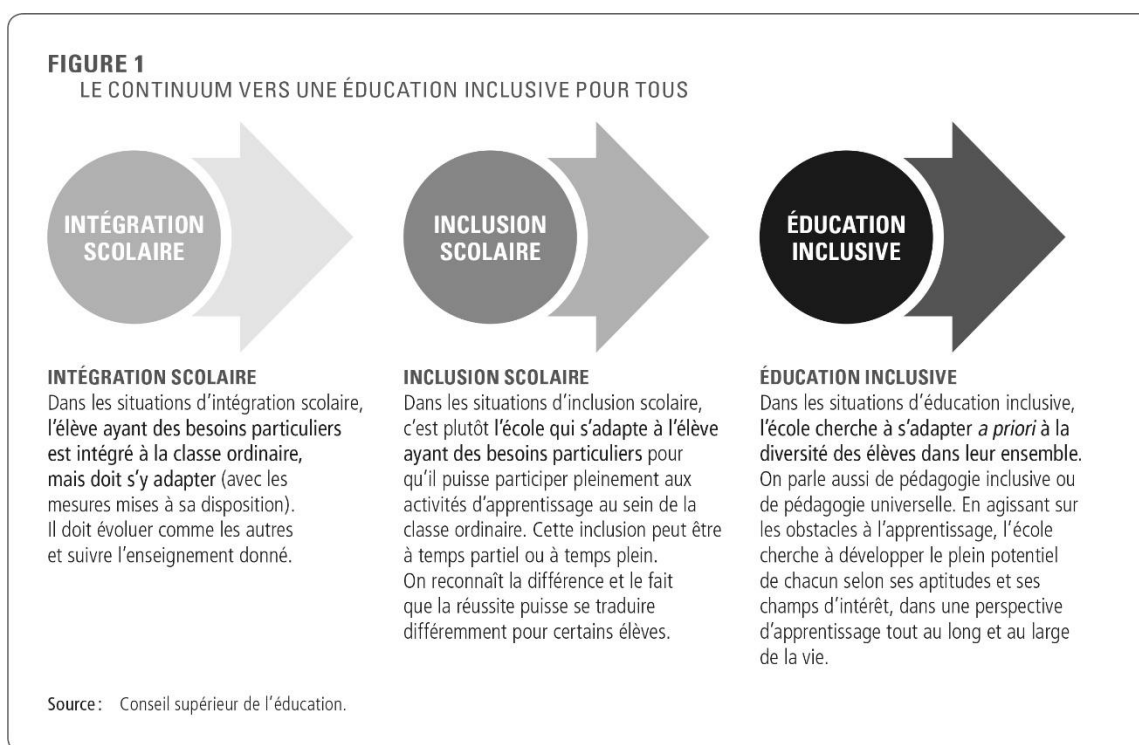 FIGURE 1
LE CONTINUUM VERS UNE ÉDUCATION INCLUSIVE POUR TOUS
INTÉGRATION
SCOLAIRE
INCLUSION
SCOLAIRE
ÉDUCATION
INCLUSIVE
INTÉGRATION SCOLAIRE
Dans les situations d'intégration scolaire,
l'élève ayant des besoins particuliers
est intégré à la classe ordinaire,
mais doit s'y adapter (avec les
mesures mises à sa disposition).
Il doit évoluer comme les autres
et suivre l'enseignement donné.
INCLUSION SCOLAIRE
Dans les situations d'inclusion scolaire,
c'est plutôt l'école qui s'adapte à l'élève
ayant des besoins particuliers pour
qu'il puisse participer pleinement aux
activités d'apprentissage au sein de la
classe ordinaire. Cette inclusion peut être
à temps partiel ou à temps plein.
On reconnaît la différence et le fait
que la réussite puisse se traduire
différemment pour certains élèves.
ÉDUCATION INCLUSIVE
Dans les situations d'éducation inclusive,
l'école cherche à s'adapter a priori à la
diversité des élèves dans leur ensemble.
On parle aussi de pédagogie inclusive ou
de pédagogie universelle. En agissant sur
les obstacles à l'apprentissage, l'école
cherche à développer le plein potentiel
de chacun selon ses aptitudes et ses
champs d'intérêt, dans une perspective
d'apprentissage tout au long et au large
de la vie.
Source : Conseil supérieur de l'éducation.